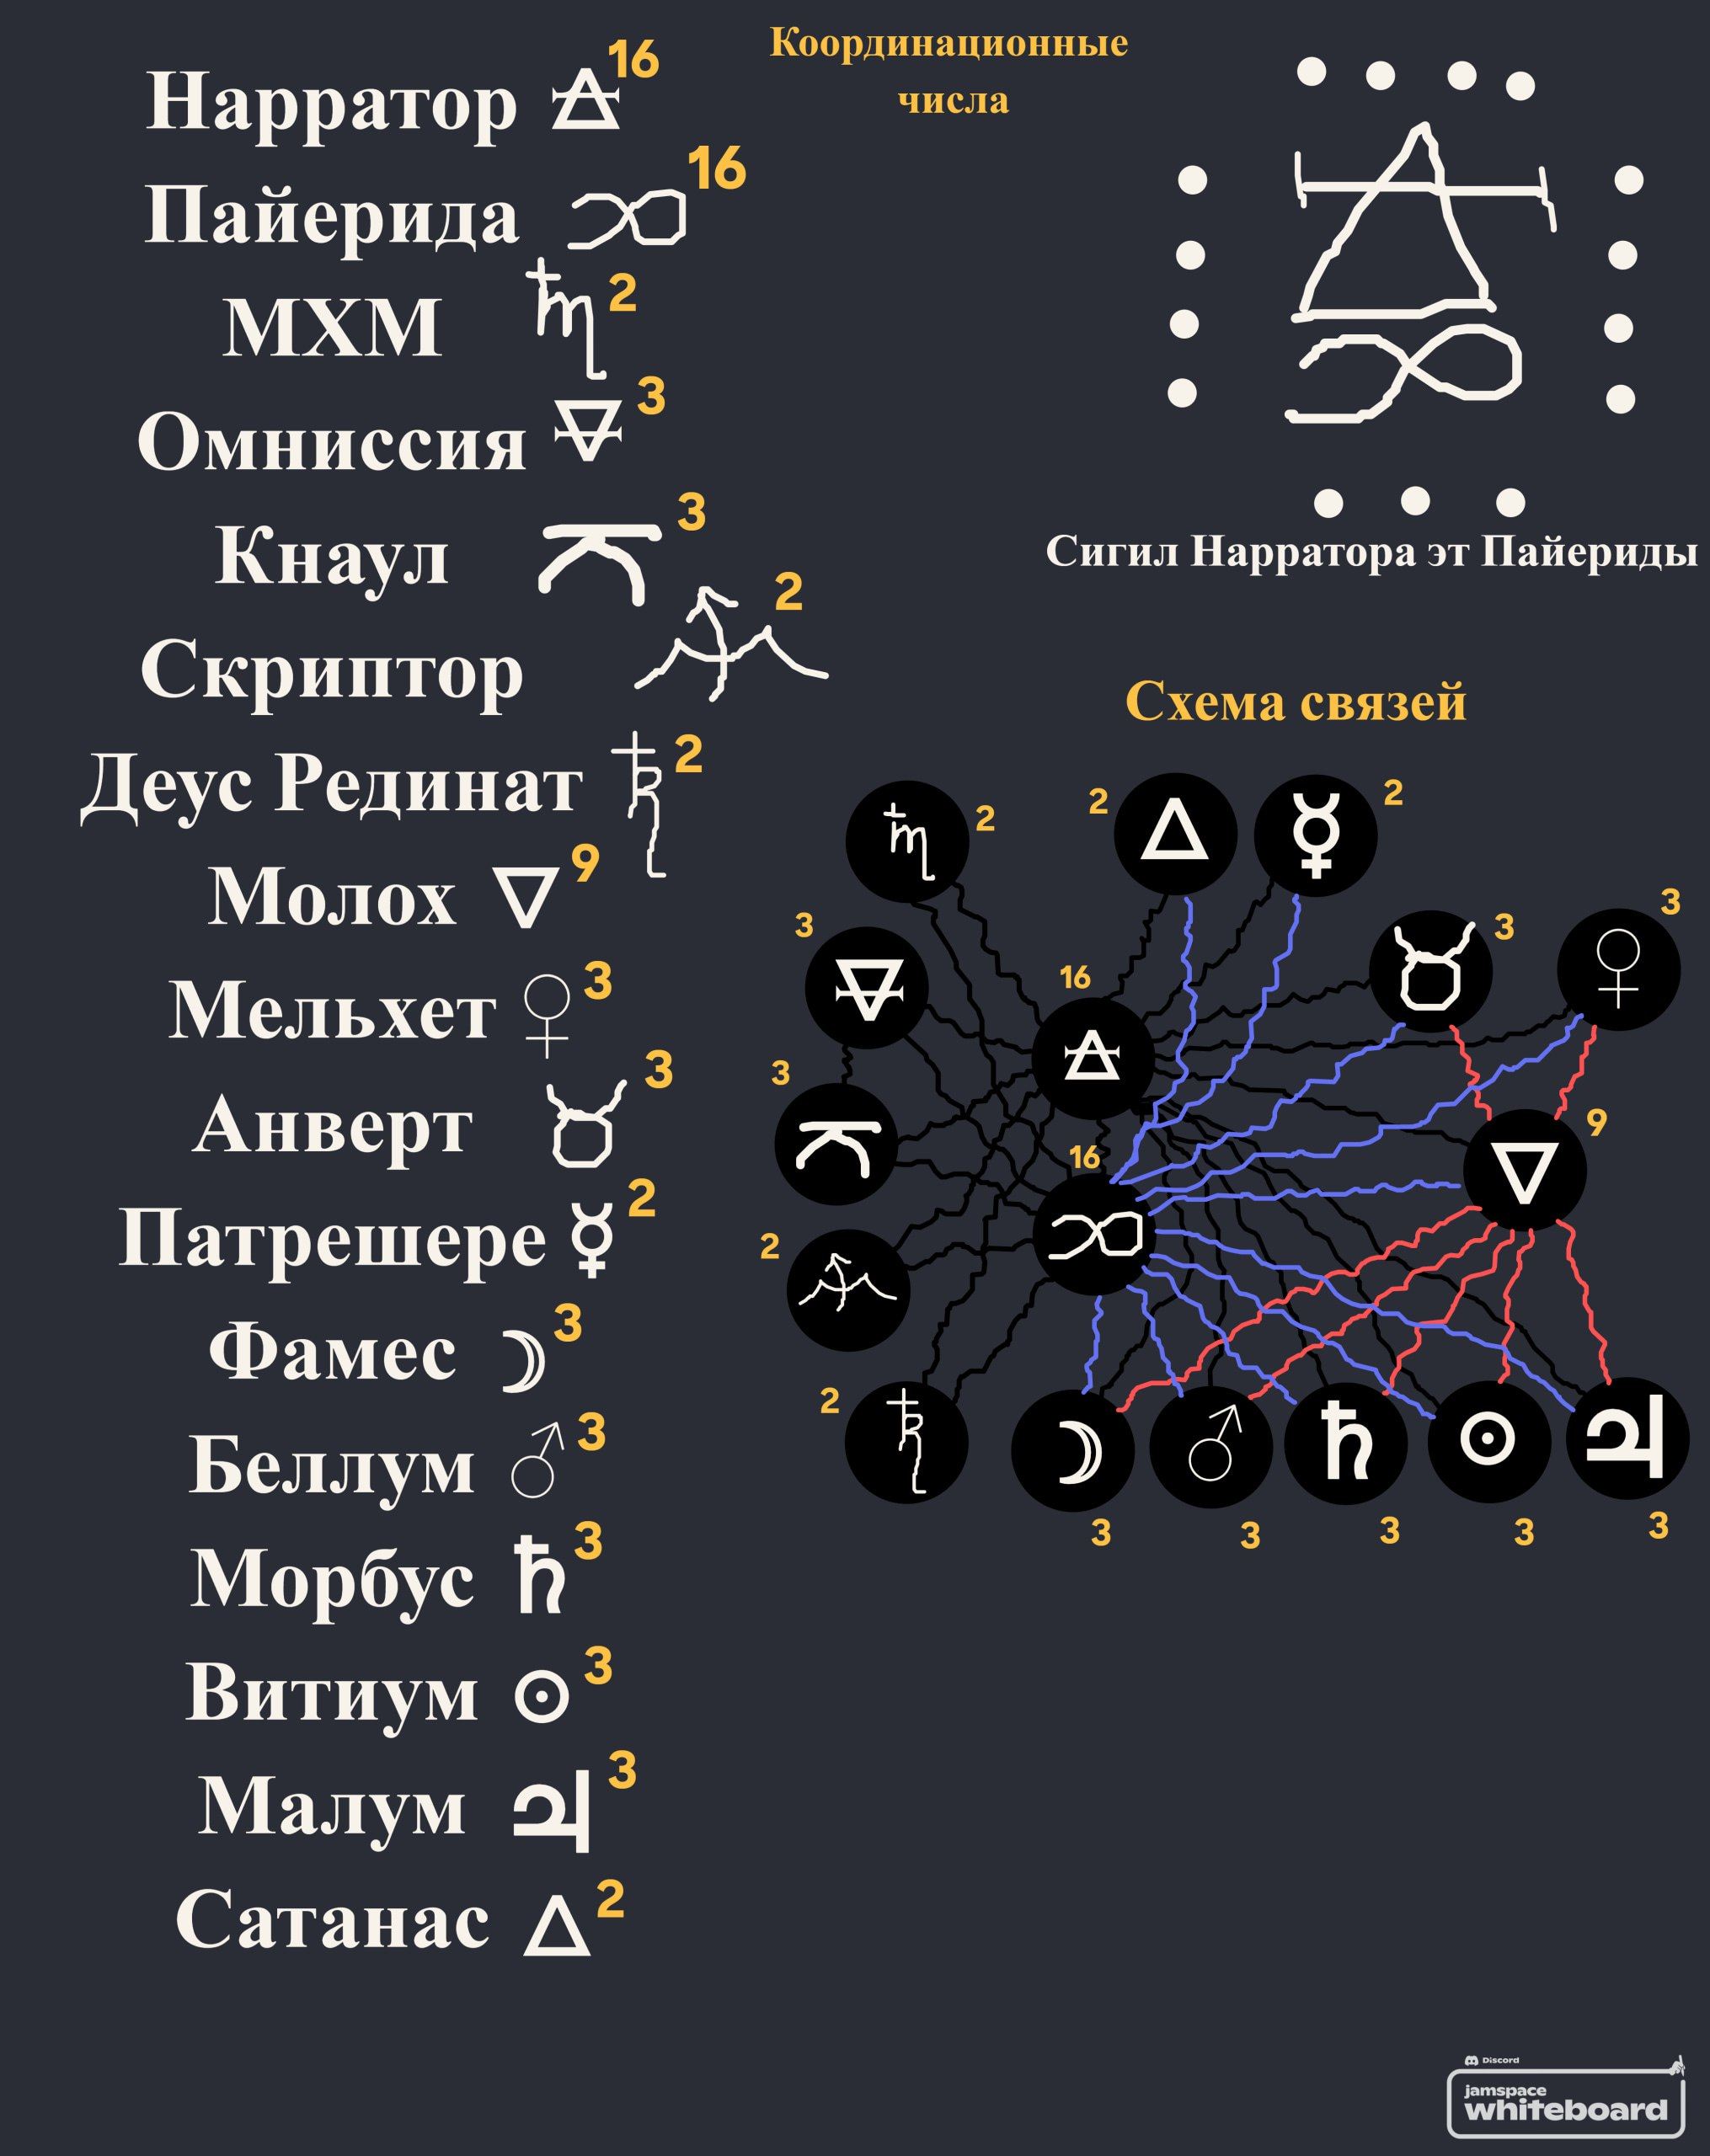 Координационные
числа
Нарратор 16
Пайерида 16
МХМ 2
Омниссия 3
Кнаул 3
Скриптор 2
Деус Рединат 2
Молох 9
Мельхет 3
Анверт 3
Патрешере 2
Фамес 3
Беллум 3
Морбус 3
Витиум 3
Малум 3
Сатанас 2
Сигил Нарратора эт Пайериды
Схема связей
2 2 2
3 3 3
16
3 16 9
2
2
3 3 3 3 3
Discord
jamspace
whiteboard